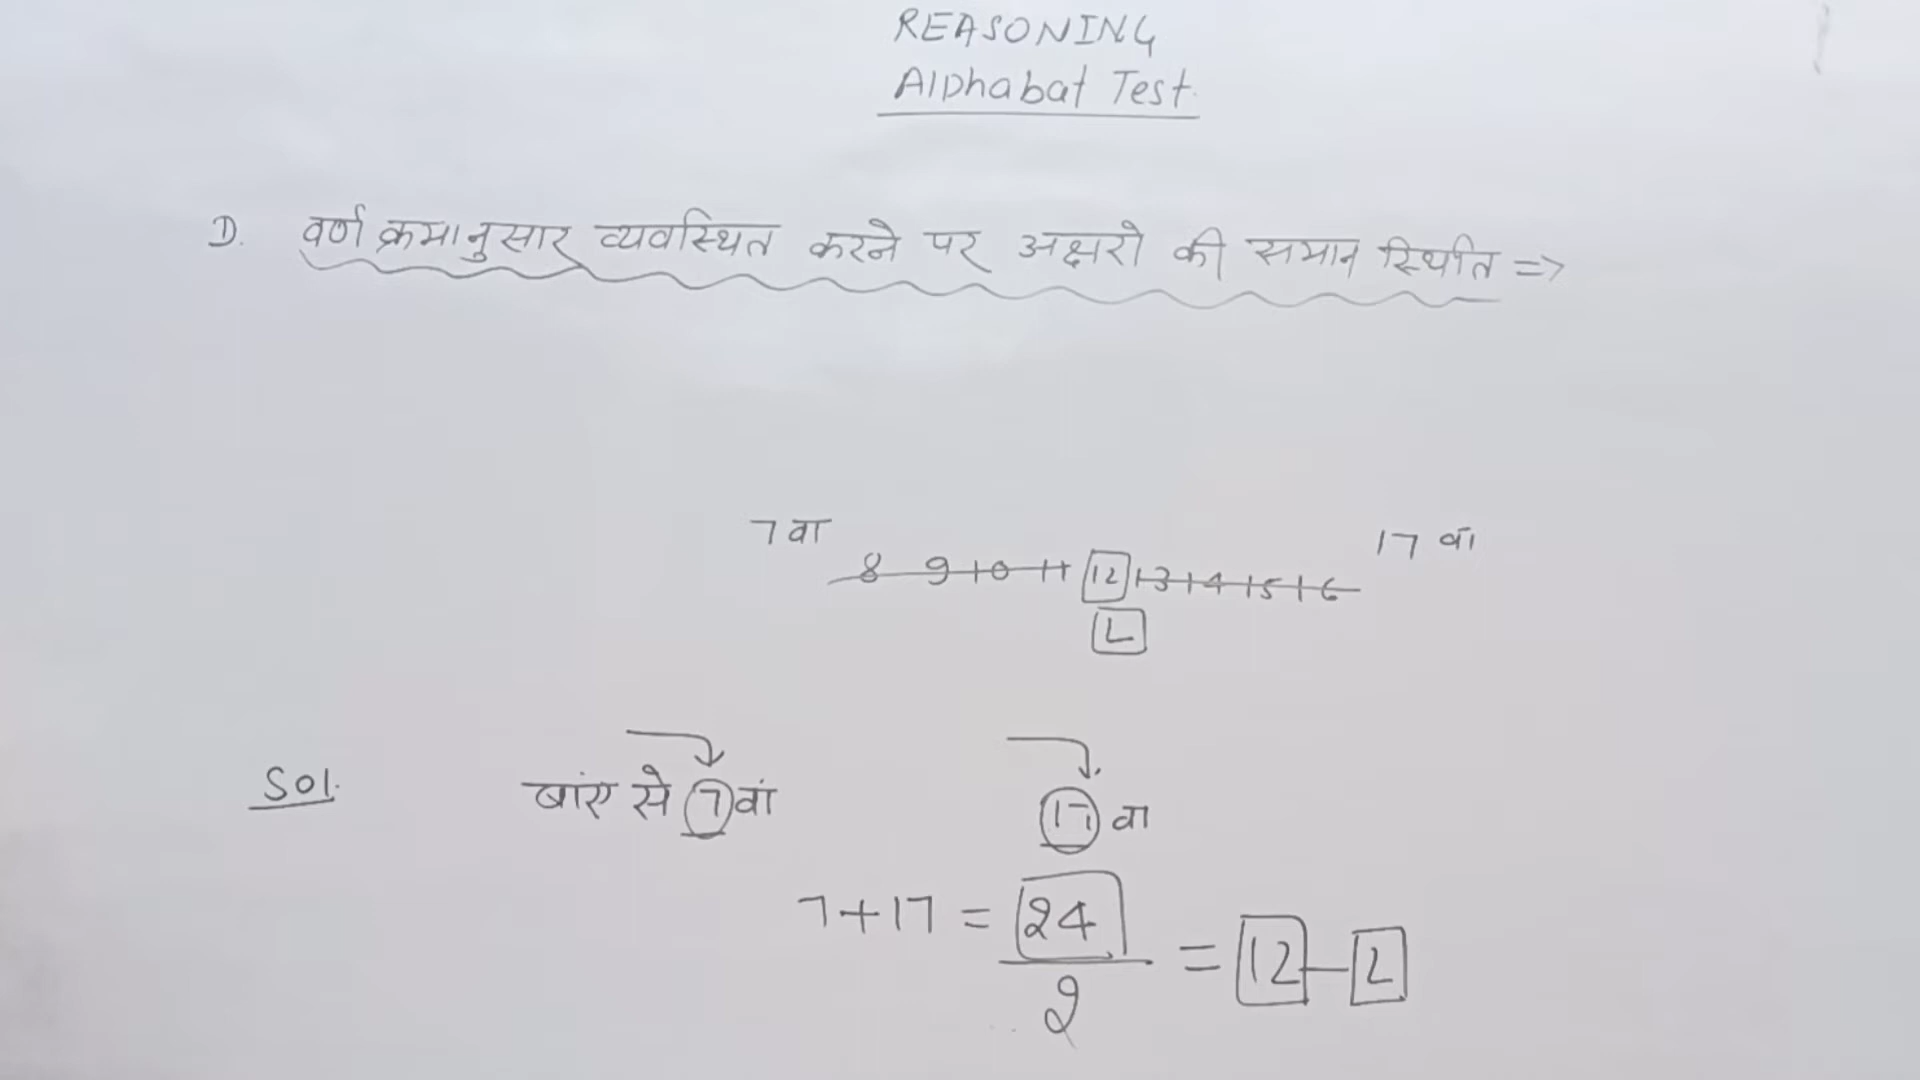 REASONING
Alphabat Test.
D. वर्ण क्रमानुसार व्यवस्थित करने पर अक्षरो की समान स्थिति =>
7 वा 8 9 10 11 12 13 14 15 16 17 वां
L
Sol. बांए से 7 वां 17 वा
7+17 = 24 = 12 - L
2